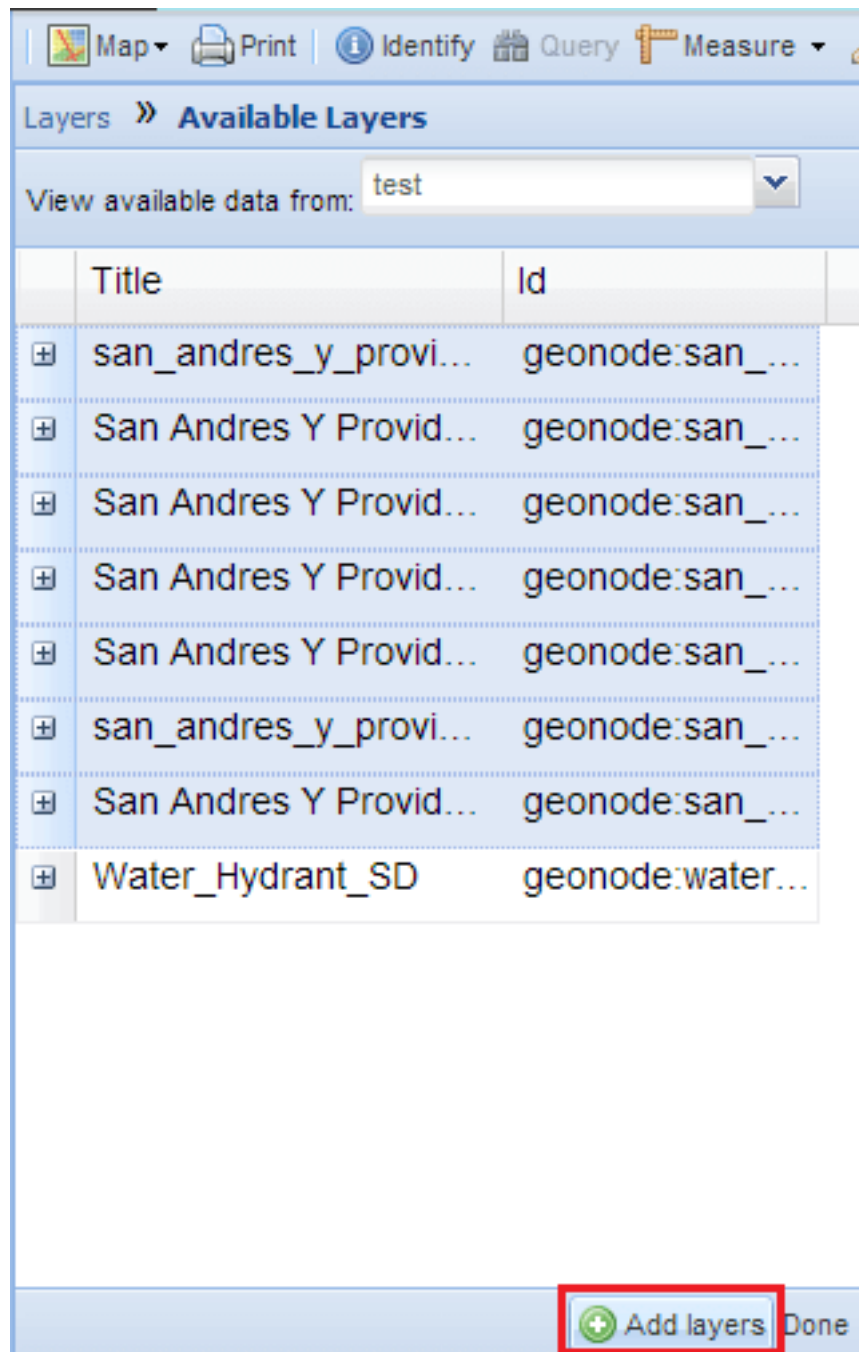 Map Print Identify Query Measure
Layers » Available Layers
View available data from: test
Title Id
san_andres_y_provi... geonode:san_...
San Andres Y Provid... geonode:san_...
San Andres Y Provid... geonode:san_...
San Andres Y Provid... geonode:san_...
San Andres Y Provid... geonode:san_...
san_andres_y_provi... geonode:san_...
San Andres Y Provid... geonode:san_...
Water_Hydrant_SD geonode:water...
Add layers Done